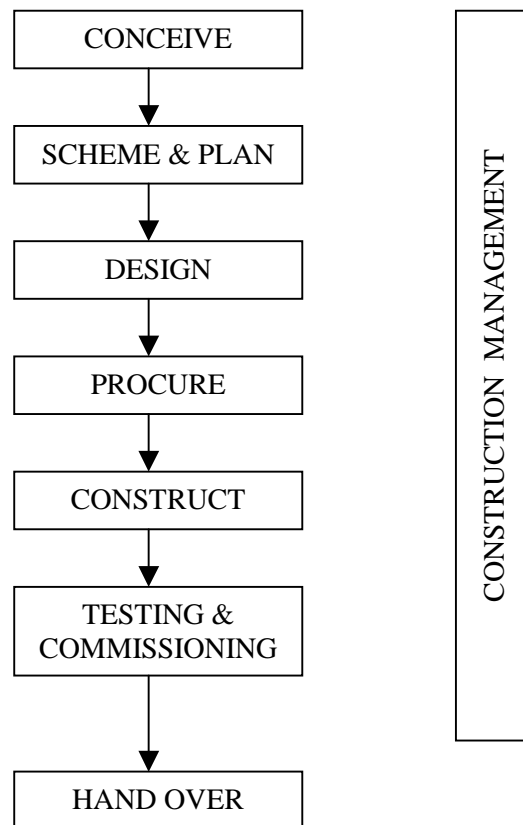 CONCEIVE
SCHEME & PLAN
DESIGN
PROCURE
CONSTRUCT
TESTING &
COMMISSIONING
HAND OVER
CONSTRUCTION MANAGEMENT